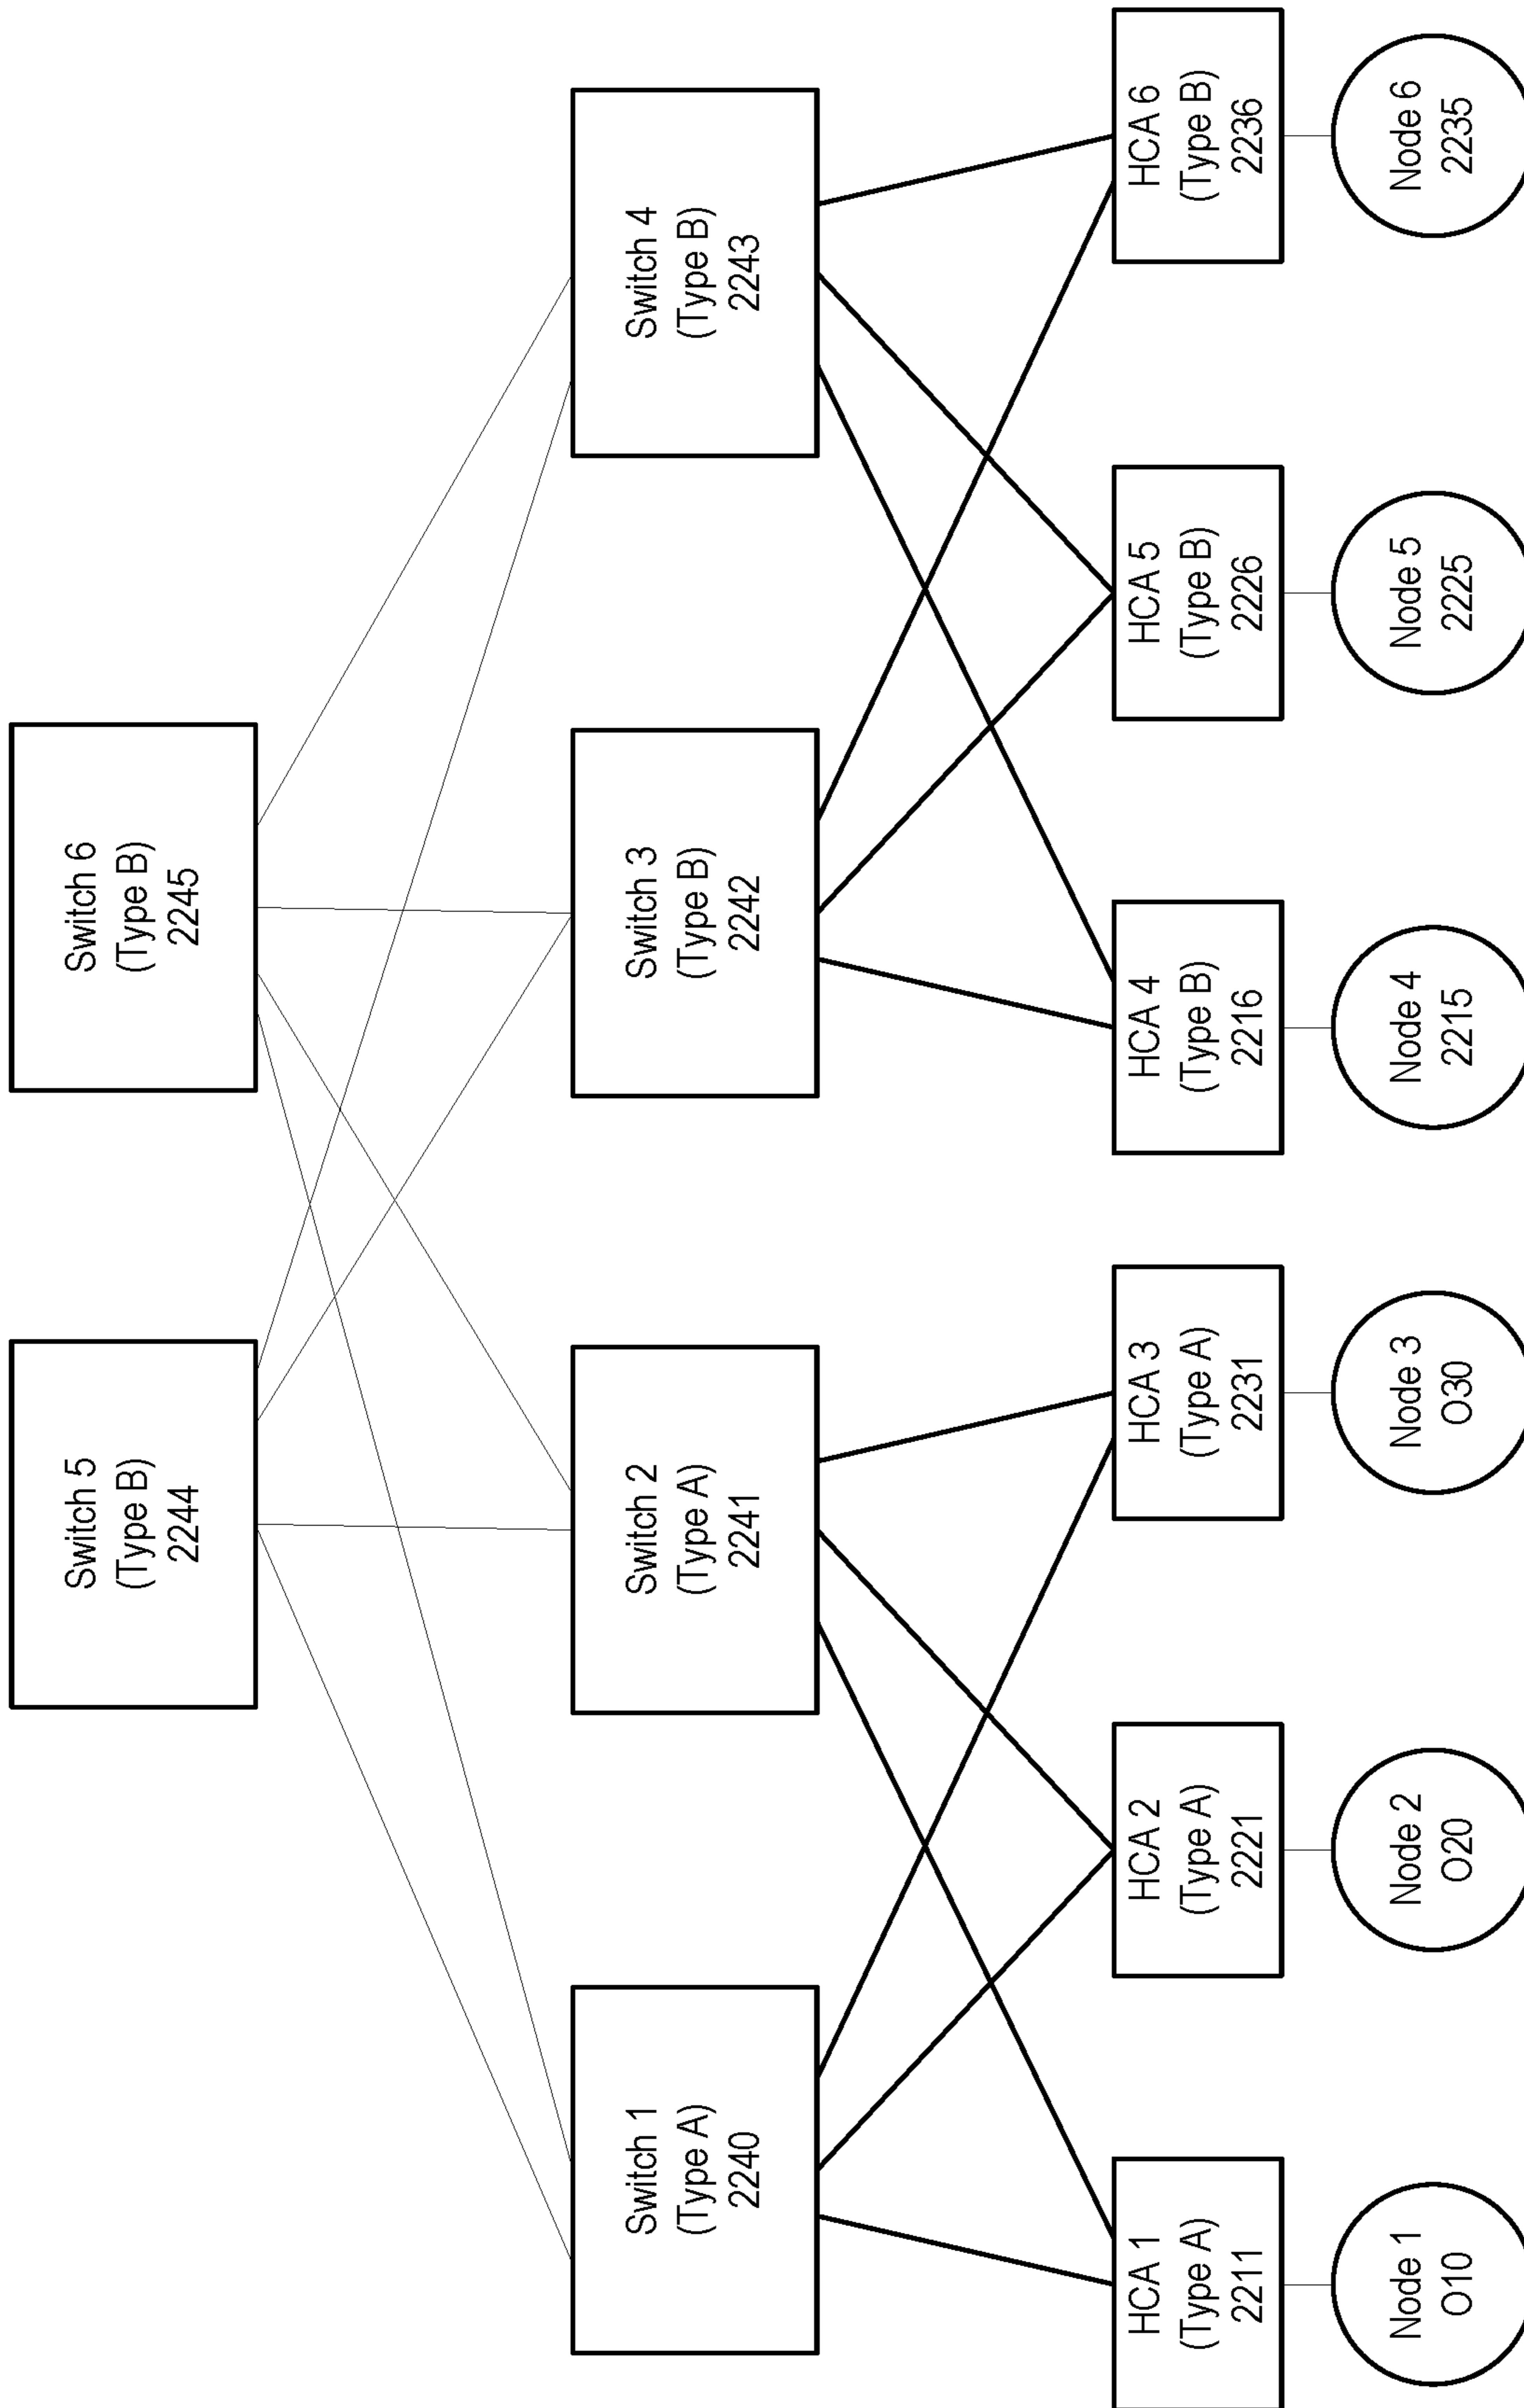 Switch 5
(Type B)
2244
Switch 6
(Type B)
2245
Switch 1
(Type A)
2240
Switch 2
(Type A)
2241
Switch 3
(Type B)
2242
Switch 4
(Type B)
2243
HCA 1
(Type A)
2211
HCA 2
(Type A)
2221
HCA 3
(Type A)
2231
HCA 4
(Type B)
2216
HCA 5
(Type B)
2226
HCA 6
(Type B)
2236
Node 1
O10
Node 2
O20
Node 3
O30
Node 4
2215
Node 5
2225
Node 6
2235